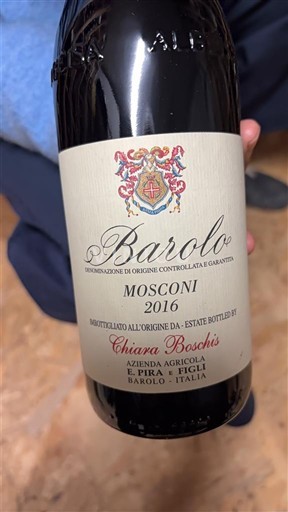 ALB
Barolo
DENOMINAZIONE DI ORIGINE CONTROLLATA E GARANTITA
MOSCONI
2016
IMBOTTIGLIATO ALL'ORIGINE DA - ESTATE BOTTLED BY
Chiara Boschis
AZIENDA AGRICOLA
E. PIRA E FIGLI
BAROLO - ITALIA